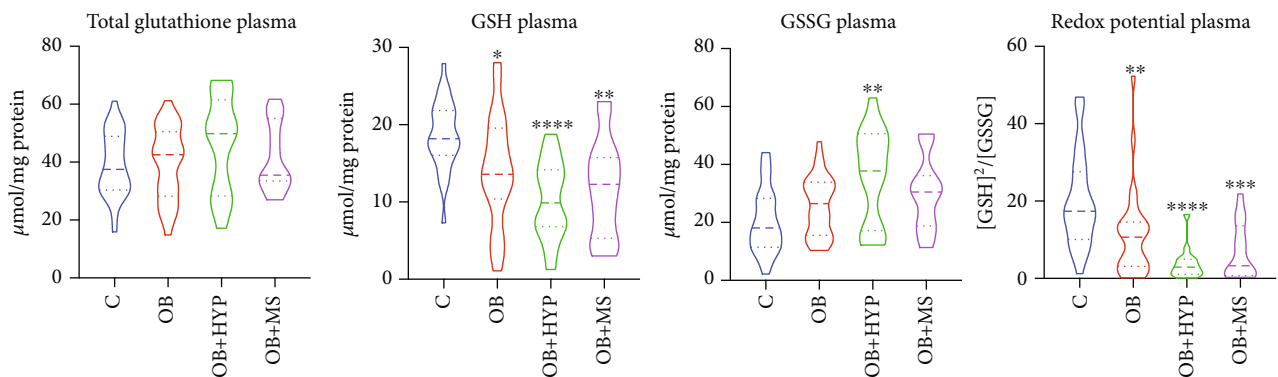 Total glutathione plasma
μmol/mg protein
80
60
40
20
0
C
OB
OB+HYP
OB+MS
GSH plasma
μmol/mg protein
30
20
10
0
*
****
**
C
OB
OB+HYP
OB+MS
GSSG plasma
μmol/mg protein
80
60
40
20
0
**
C
OB
OB+HYP
OB+MS
Redox potential plasma
[GSH]²/[GSSG]
60
40
20
0
**
****
***
C
OB
OB+HYP
OB+MS